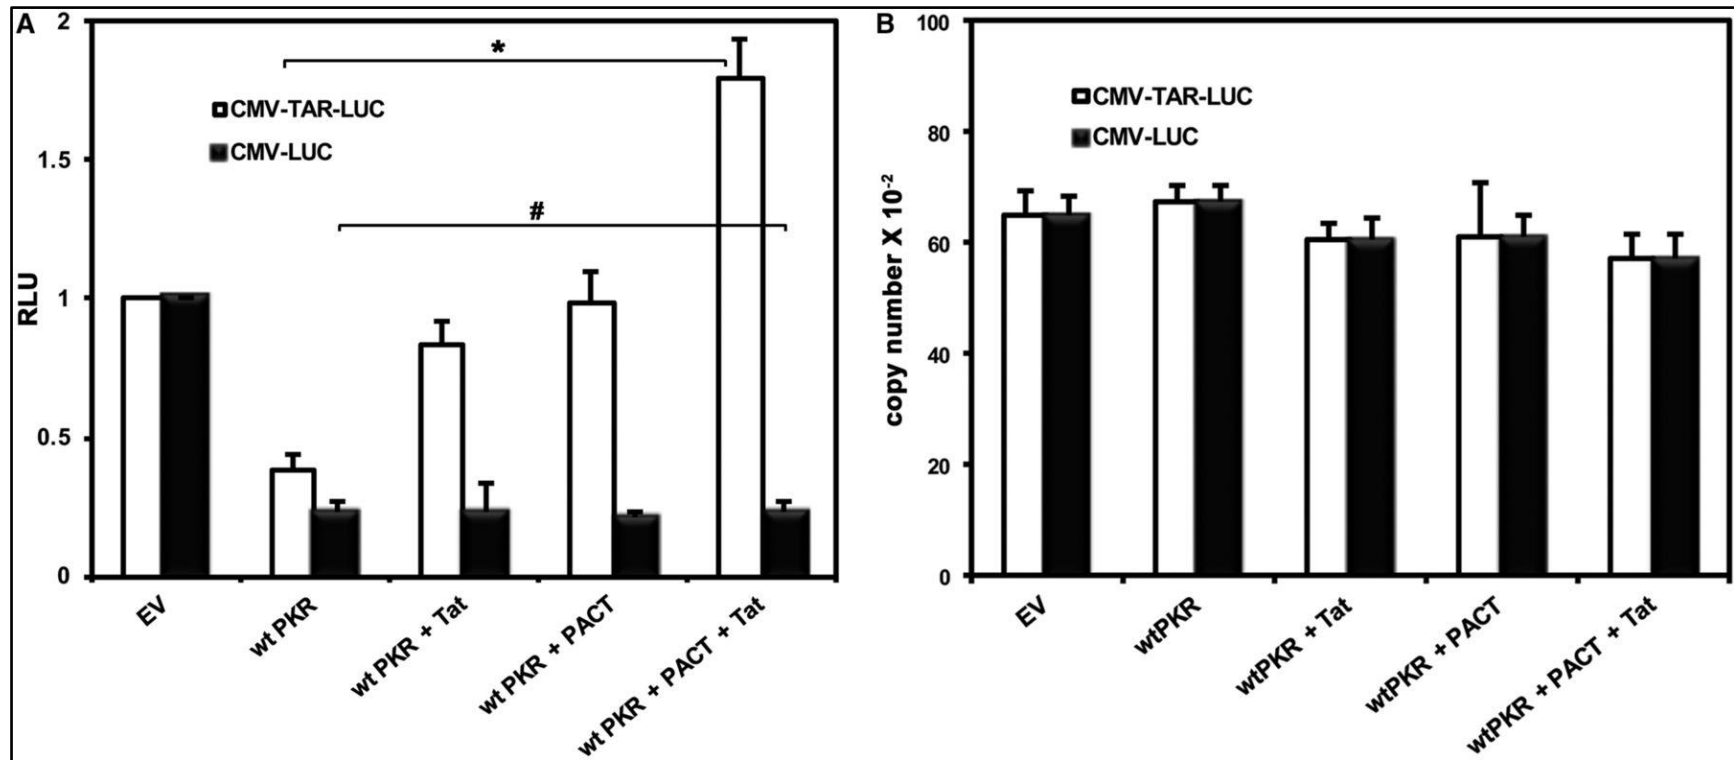 A
2
1.5
1
0.5
0
RLU
*
#
CMV-TAR-LUC
CMV-LUC
EV
wt PKR
wt PKR + Tat
wt PKR + PACT
wt PKR + PACT + Tat
B
100
80
60
40
20
0
copy number X 10-2
CMV-TAR-LUC
CMV-LUC
EV
wtPKR
wtPKR + Tat
wtPKR + PACT
wtPKR + PACT + Tat